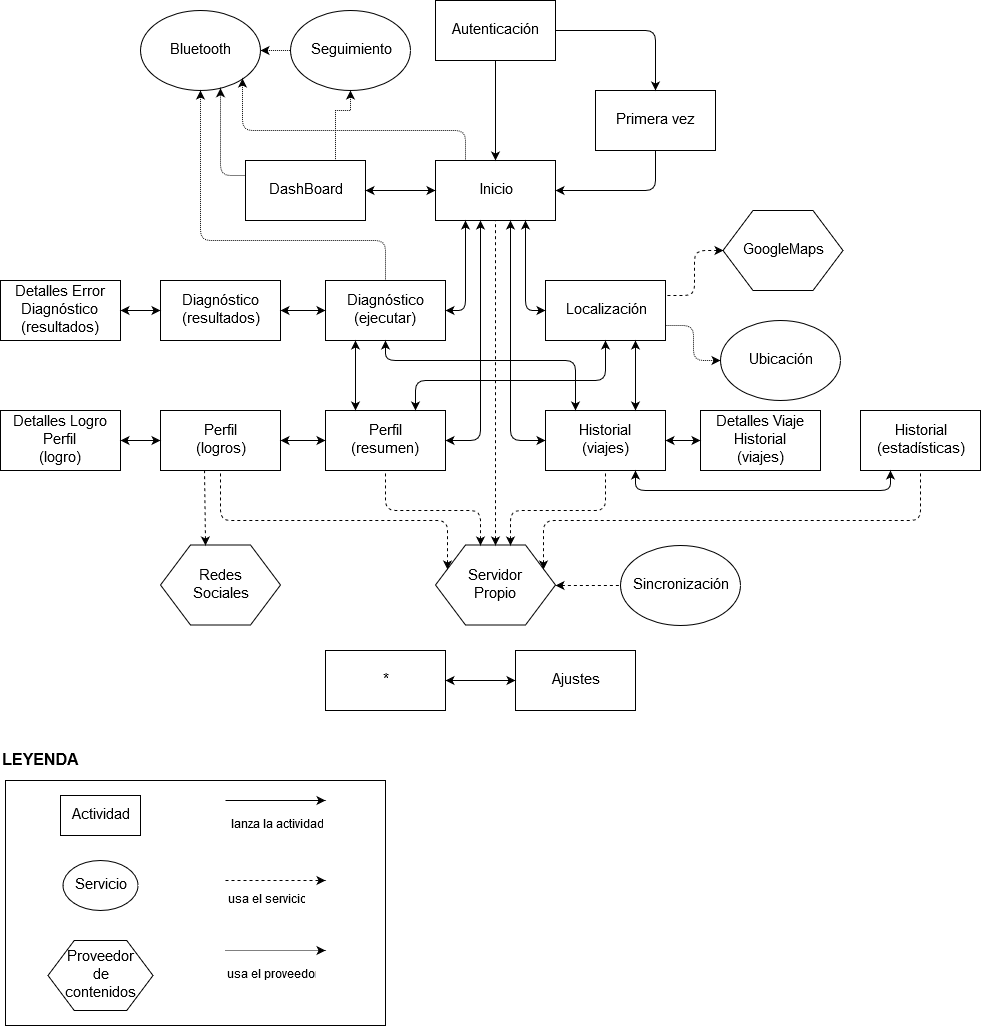 Autenticación
Bluetooth
Seguimiento
Primera vez
DashBoard
Inicio
GoogleMaps
Detalles Error
Diagnóstico
(resultados)
Diagnóstico
(resultados)
Diagnóstico
(ejecutar)
Localización
Ubicación
Detalles Logro
Perfil
(logro)
Perfil
(logros)
Perfil
(resumen)
Historial
(viajes)
Detalles Viaje
Historial
(viajes)
Historial
(estadísticas)
Redes
Sociales
Servidor
Propio
Sincronización
*
Ajustes
LEYENDA
Actividad
lanza la actividad
Servicio
usa el servicio
Proveedor
de
contenidos
usa el proveedor